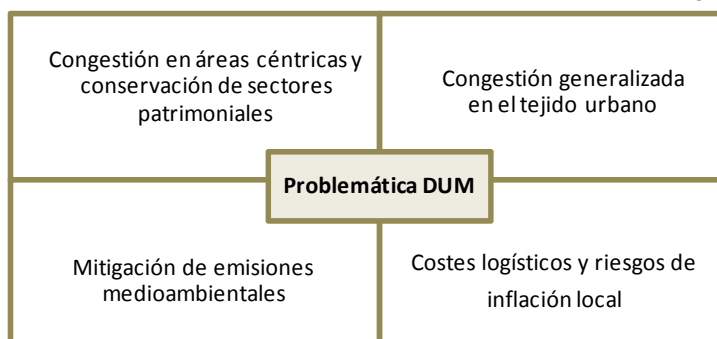 Congestión en áreas céntricas y
conservación de sectores
patrimoniales
Congestión generalizada
en el tejido urbano
Problemática DUM
Mitigación de emisiones
medioambientales
Costes logísticos y riesgos de
inflación local